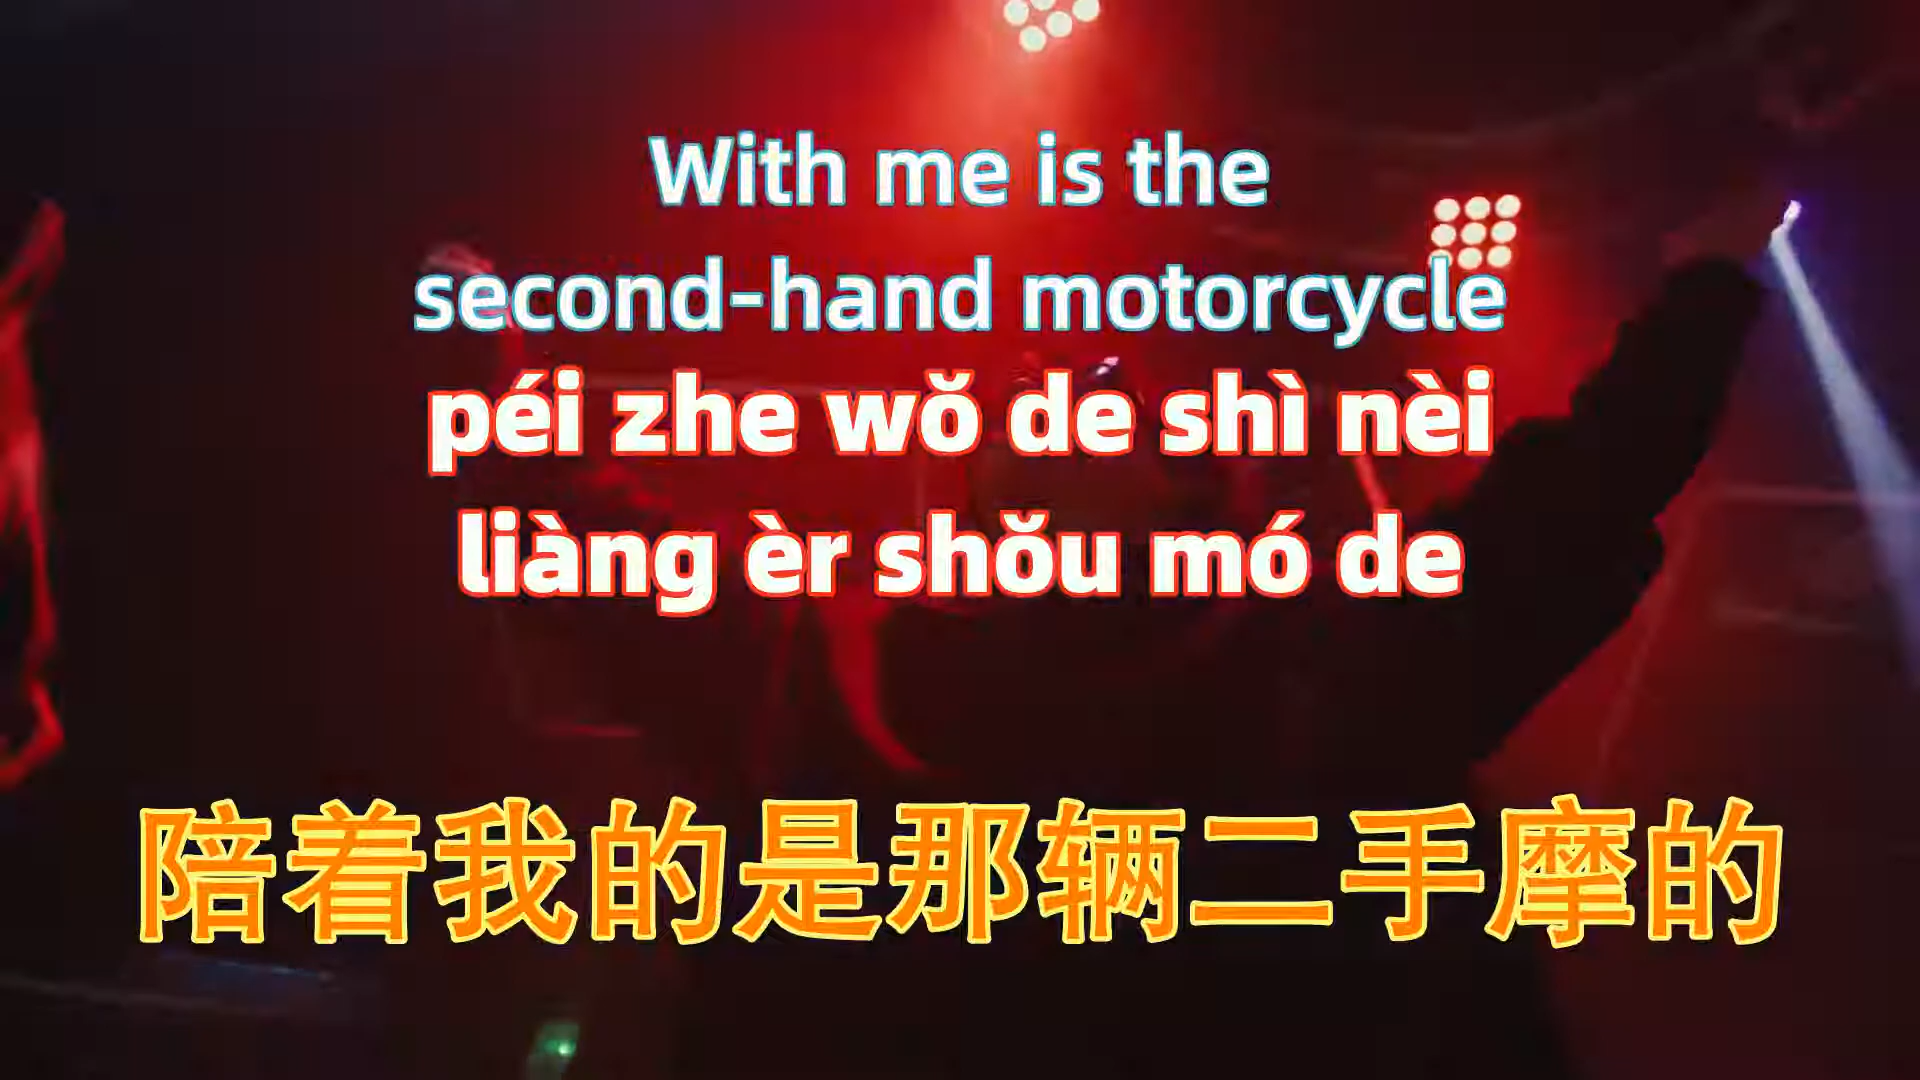 With me is the
second-hand motorcycle
péi zhe wǒ de shì nèi
liàng èr shǒu mó de
陪着我的是那辆二手摩的